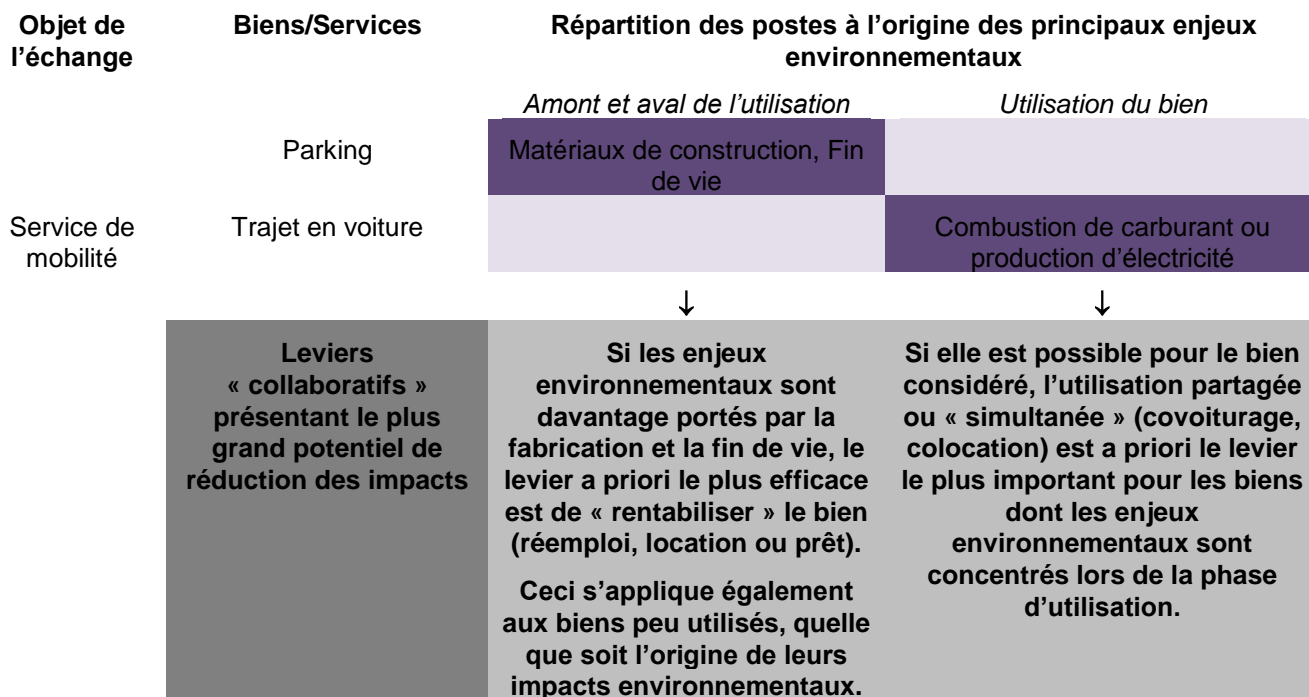 Objet de
l’échange
Biens/Services
Répartition des postes à l’origine des principaux enjeux
environnementaux
Amont et aval de l’utilisation
Utilisation du bien
Parking
Matériaux de construction, Fin
de vie
Service de
mobilité
Trajet en voiture
Combustion de carburant ou
production d’électricité
↓
↓
Leviers
« collaboratifs »
présentant le plus
grand potentiel de
réduction des impacts
Si les enjeux
environnementaux sont
davantage portés par la
fabrication et la fin de vie, le
levier a priori le plus efficace
est de « rentabiliser » le bien
(réemploi, location ou prêt).
Ceci s’applique également
aux biens peu utilisés, quelle
que soit l’origine de leurs
impacts environnementaux.
Si elle est possible pour le bien
considéré, l’utilisation partagée
ou « simultanée » (covoiturage,
colocation) est a priori le levier
le plus important pour les biens
dont les enjeux
environnementaux sont
concentrés lors de la phase
d’utilisation.